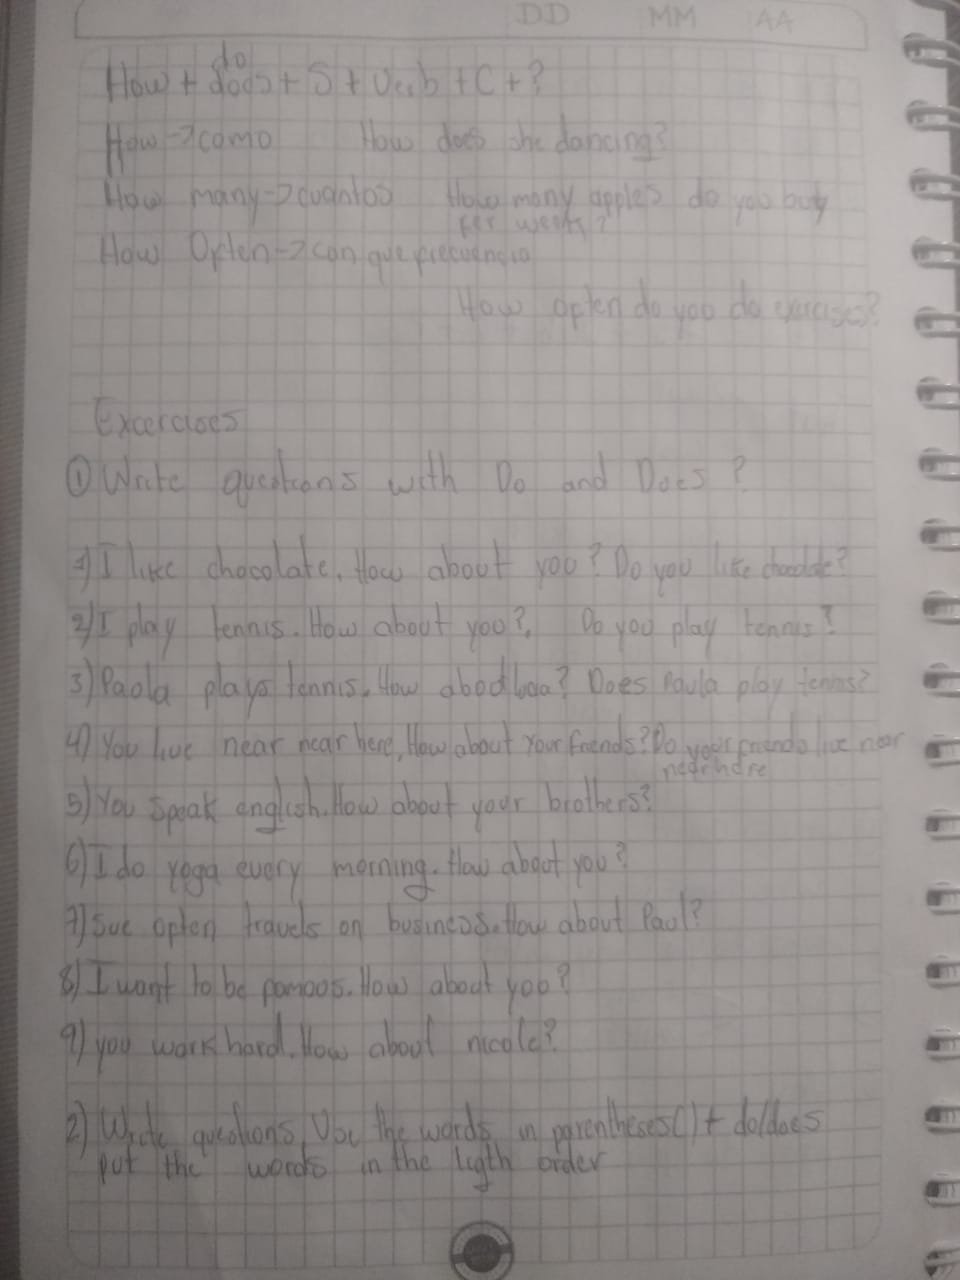 DD MM AA
do
How + does + S + Verb + C + ?
How -> como How does she dancing?
How many -> cuantos How many apples do you buy
per week?
How Often -> con que frecuencia
How often do you do exercises?
Excercises
① Write questions with Do and Does?
1) I like chocolate. How about you? Do you like chocolate?
2) I play tennis. How about you?, Do you play tennis?
3) Paola plays tennis. How about ? Does Paula play tennis?
4) You live near near here, How about Your friends? Do your friends live near
near here
5) You speak english. How about your brothers?
6) I do yoga every morning. How about you?
7) Sue often travels on business. How about Paul?
8) I want to be famoos. How about you?
9) you work hard. How about nicole?
2) Write questions, Use the words in parentheses() + do/does
put the words in the ligth order